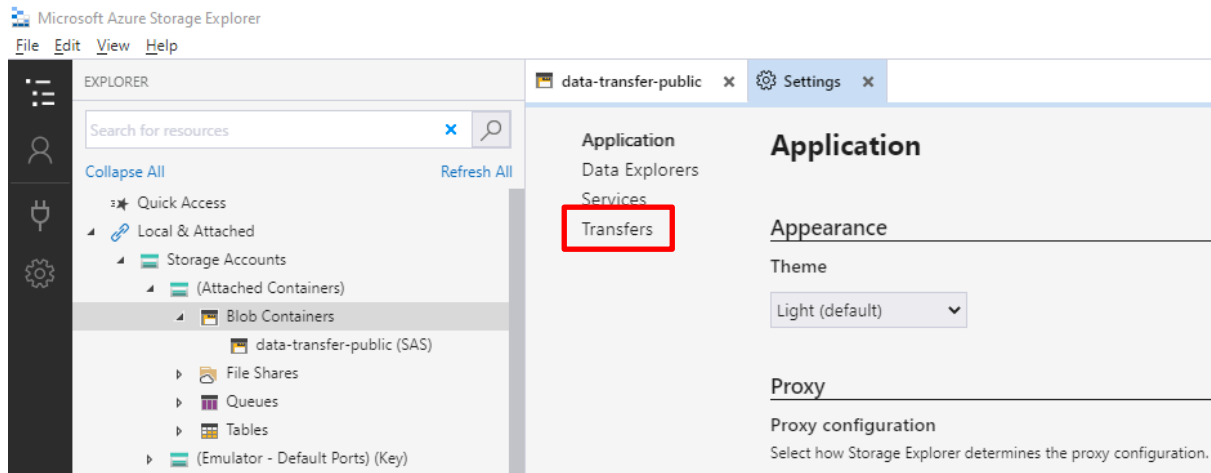 Microsoft Azure Storage Explorer
File Edit View Help
EXPLORER
Search for resources
Collapse All Refresh All
Quick Access
Local & Attached
Storage Accounts
(Attached Containers)
Blob Containers
data-transfer-public (SAS)
File Shares
Queues
Tables
(Emulator - Default Ports) (Key)
data-transfer-public Settings
Application
Data Explorers
Services
Transfers
Application
Appearance
Theme
Light (default)
Proxy
Proxy configuration
Select how Storage Explorer determines the proxy configuration.